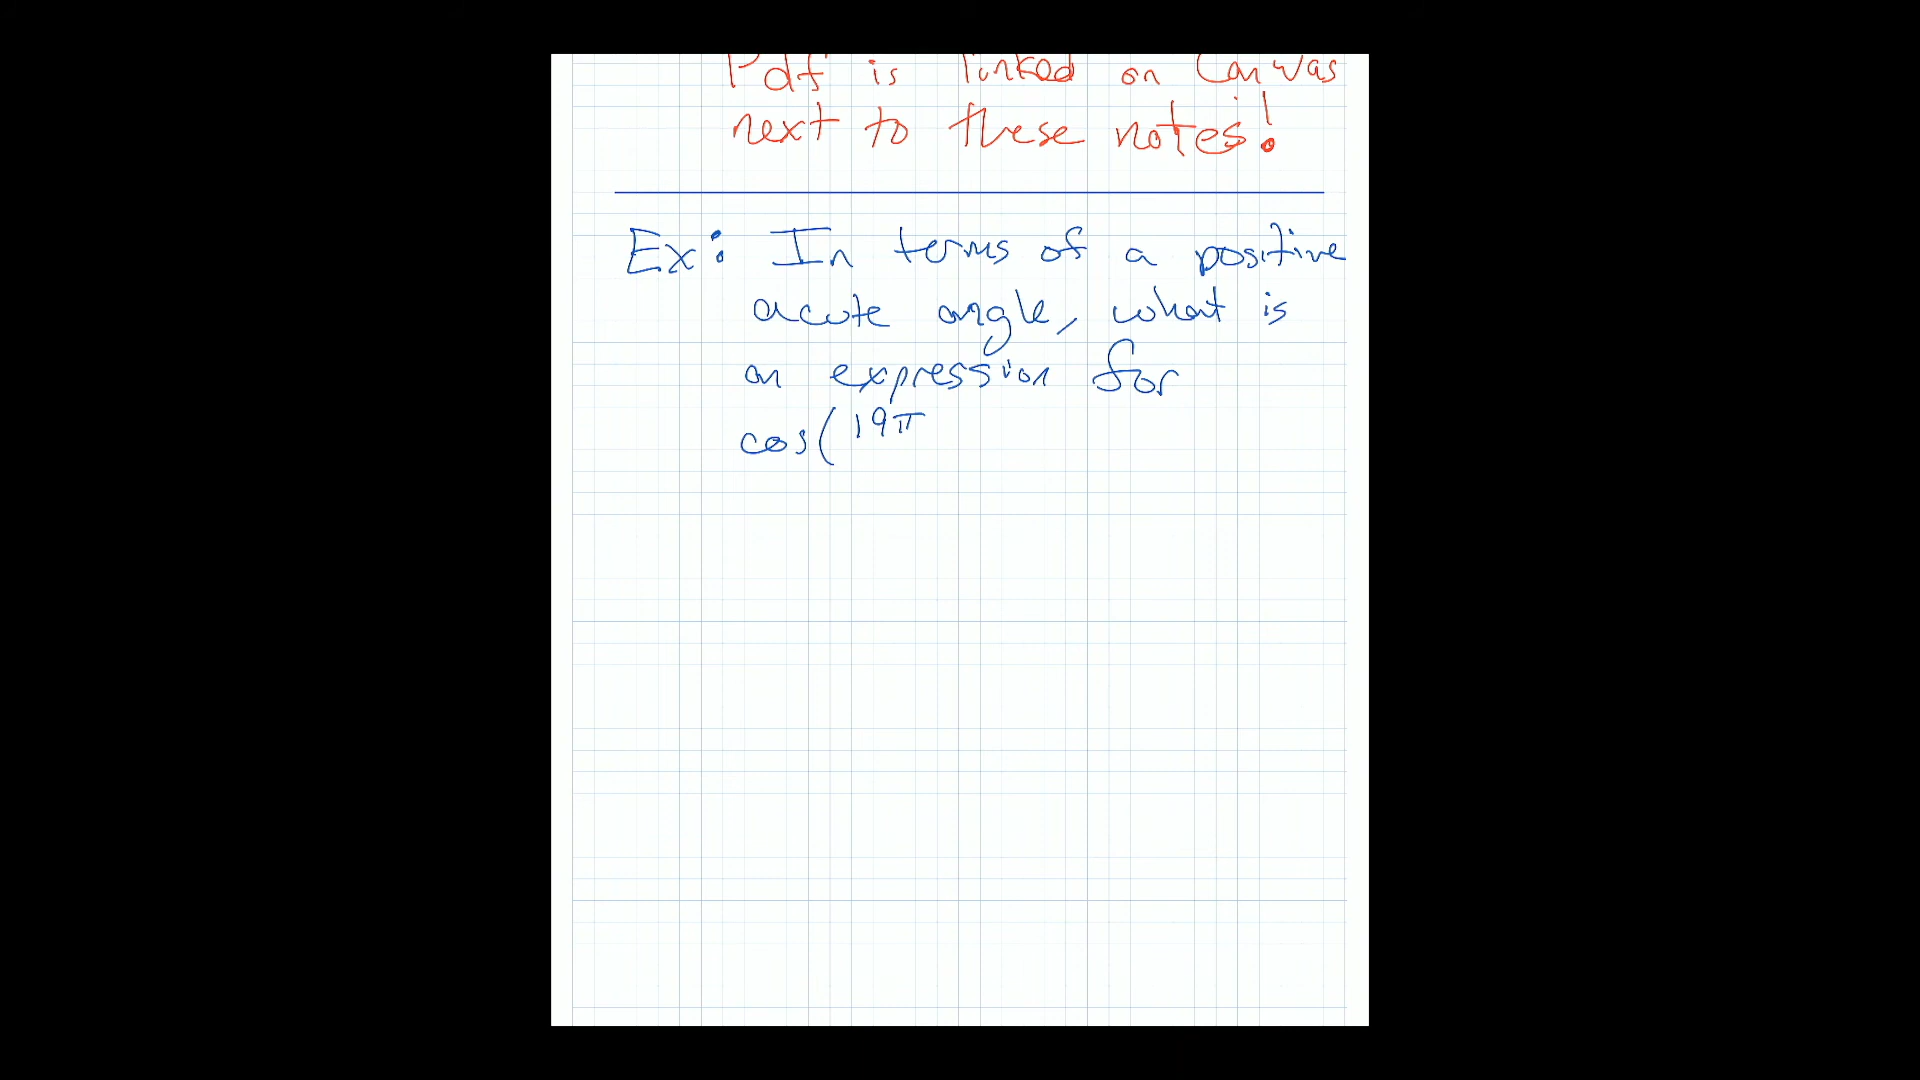 Pdf is linked on Canvas
next to these notes!
Ex: In terms of a positive
acute angle, what is
an expression for
cos(19π